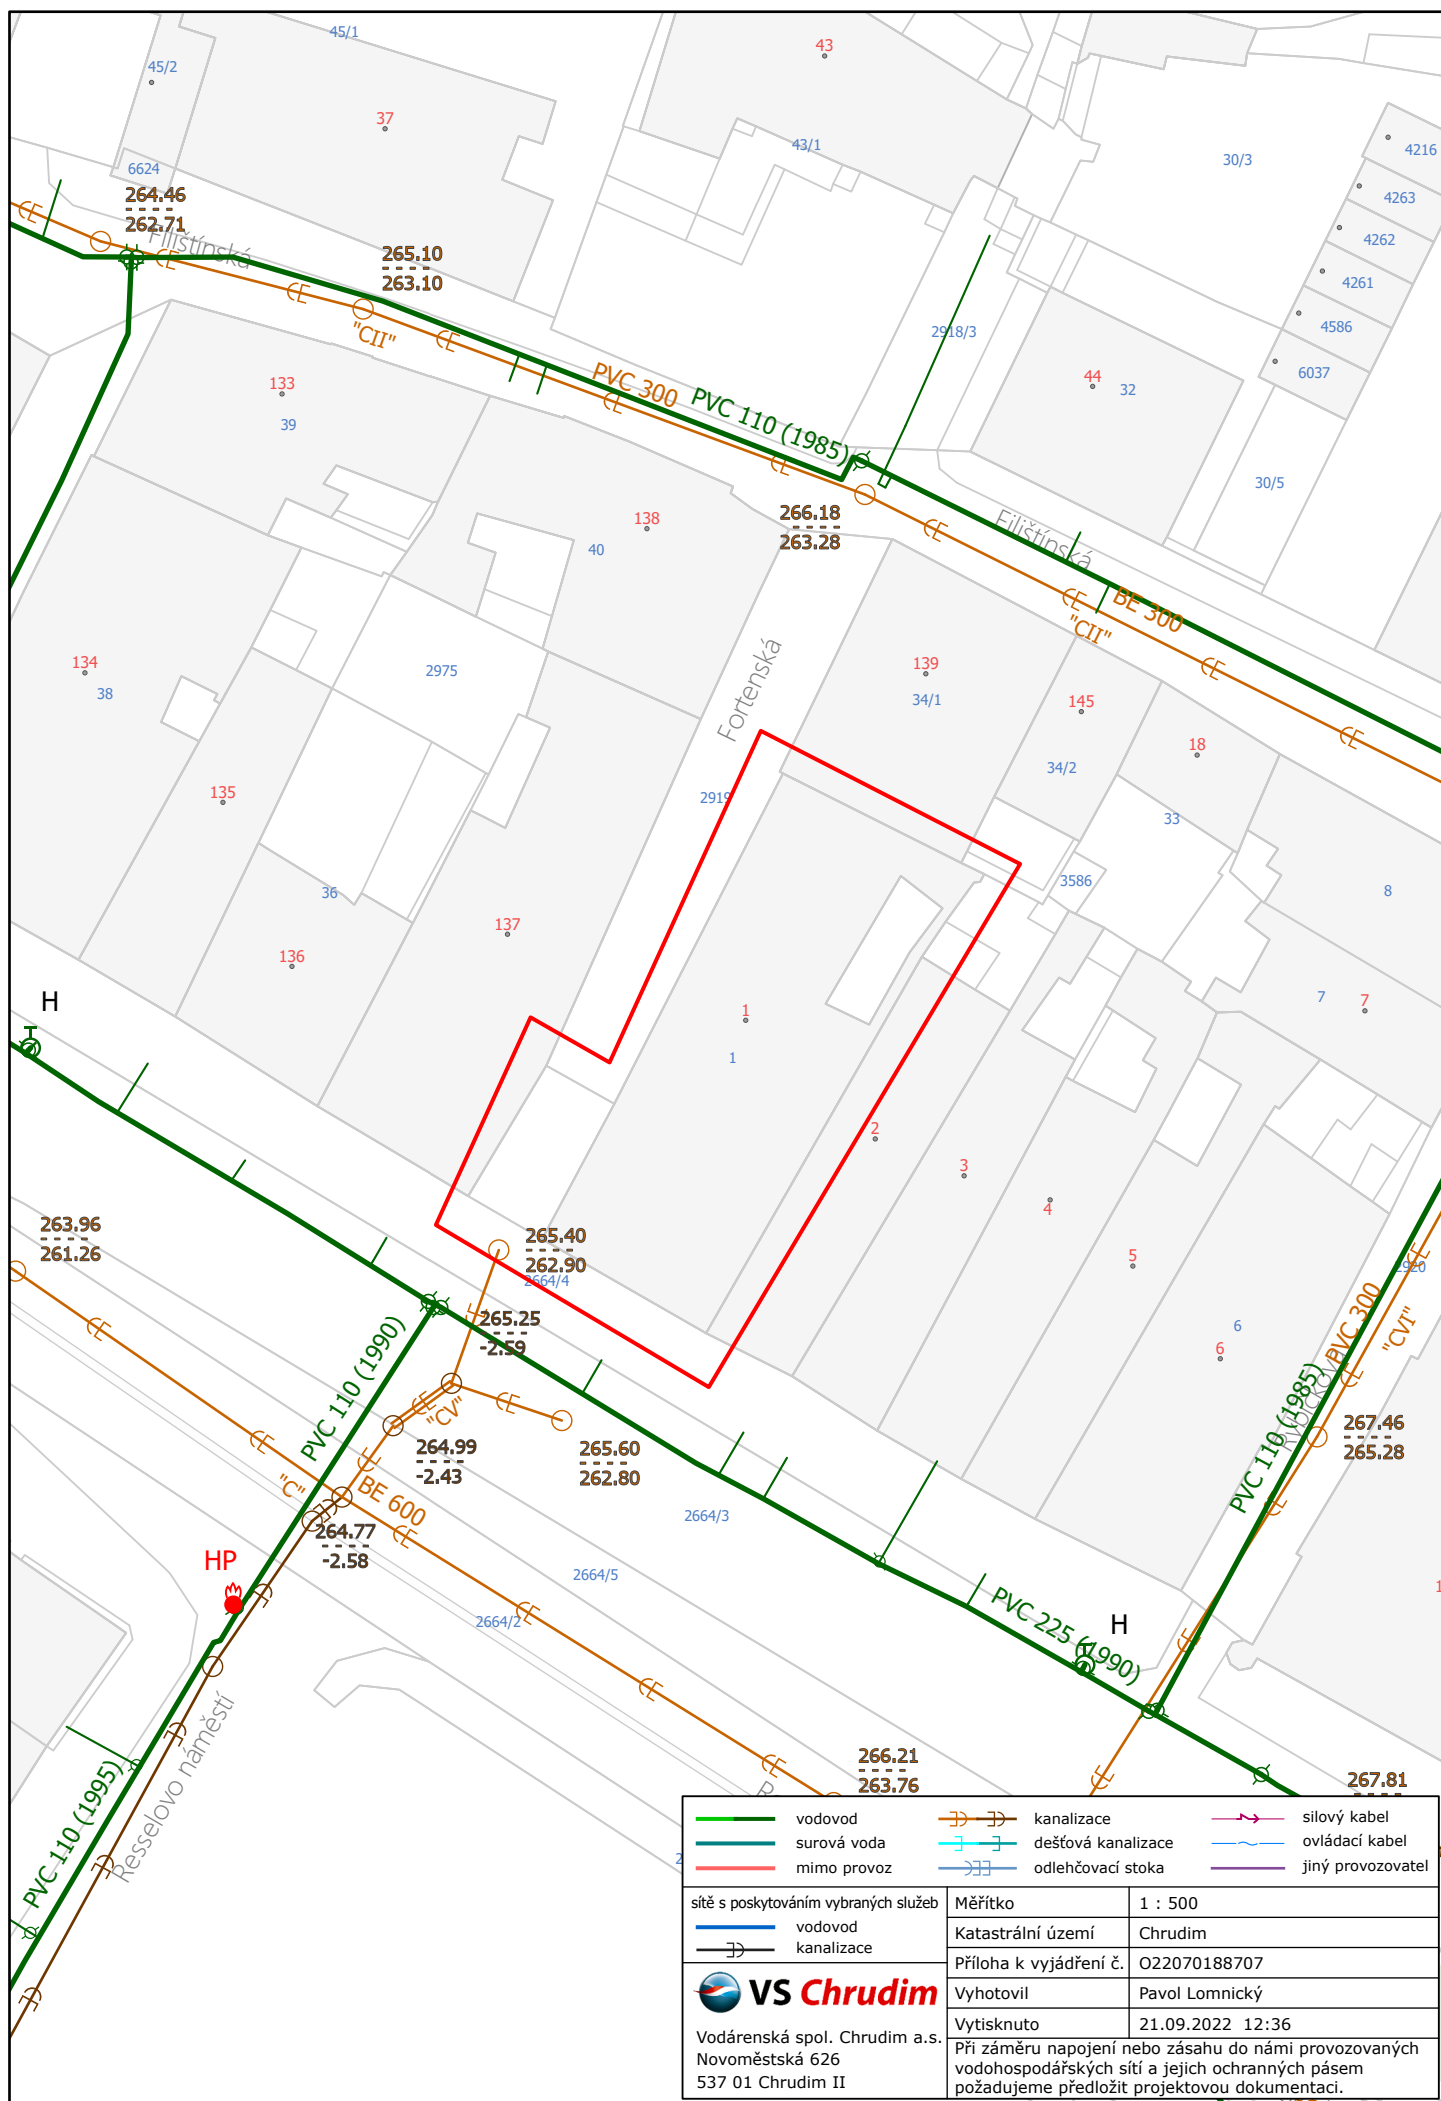 45/1
45/2
43
37
43/1
30/3
4216
6624
264.46
262.71
4263
4262
Filištínská
265.10
263.10
4261
4586
"CII"
2918/3
6037
133
PVC 300
PVC 110 (1985)
44
32
39
30/5
138
266.18
263.28
Filištínská
40
BE 300
"CII"
134
38
2975
Fortenská
139
34/1
145
18
34/2
135
2919
33
36
3586
8
137
136
H
1
7
7
1
2
3
4
263.96
261.26
265.40
262.90
5
2920
2664/4
265.25
-2.59
PVC 110 (1990)
PVC 300
"CVI"
6
6
"CV"
PVC 110 (1985)
264.99
-2.43
265.60
262.80
267.46
265.28
"C"
BE 600
264.77
-2.58
2664/3
HP
2664/5
PVC 225 (1990)
H
2664/2
Resselovo náměstí
PVC 110 (1995)
266.21
263.76
267.81
vodovod
kanalizace
silový kabel
surová voda
dešťová kanalizace
ovládací kabel
mimo provoz
odlehčovací stoka
jiný provozovatel
sítě s poskytováním vybraných služeb
vodovod
kanalizace
Měřítko 1 : 500
Katastrální území Chrudim
Příloha k vyjádření č. O22070188707
Vyhotovil Pavol Lomnický
Vytisknuto 21.09.2022 12:36
VS Chrudim
Vodárenská spol. Chrudim a.s.
Novoměstská 626
537 01 Chrudim II
Při záměru napojení nebo zásahu do námi provozovaných
vodohospodářských sítí a jejich ochranných pásem
požadujeme předložit projektovou dokumentaci.